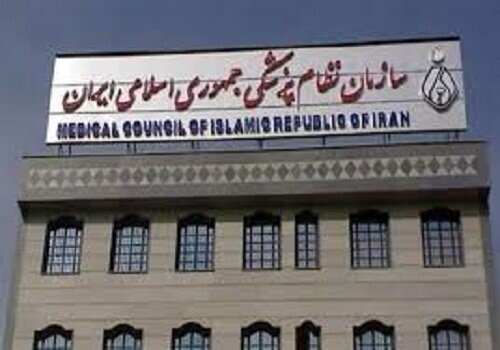 سازمان نظام پزشکی جمهوری اسلامی ایران
MEDICAL COUNCIL OF ISLAMIC REPUBLIC OF IRAN